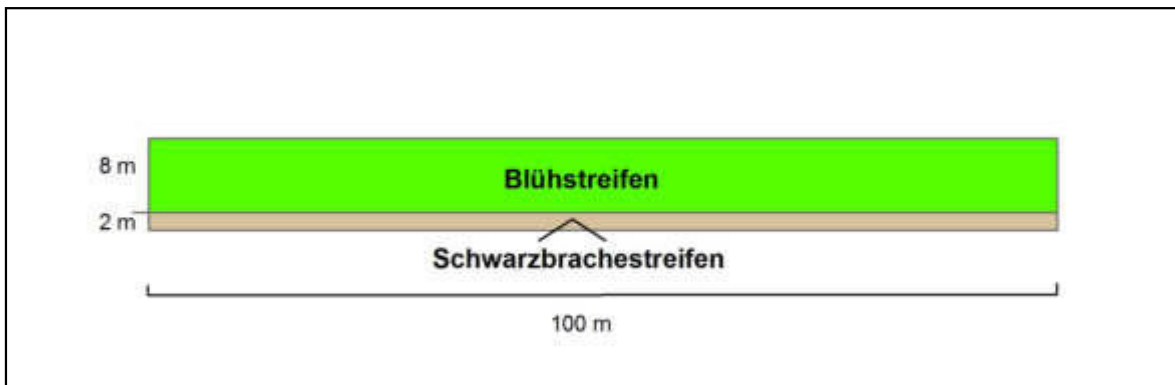 8 m
Blühstreifen
2 m
Schwarzbrachestreifen
100 m